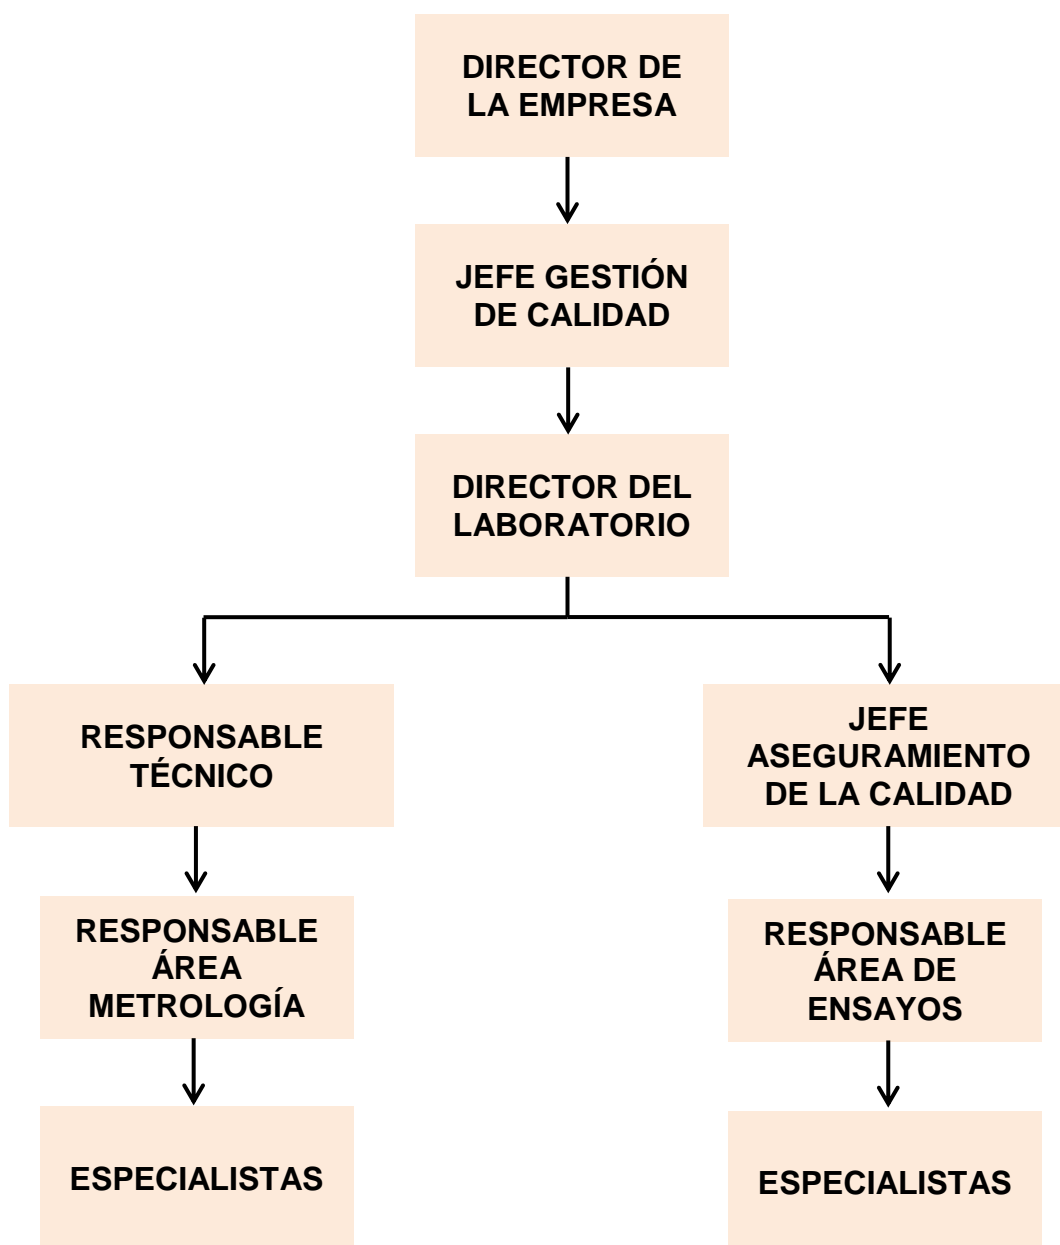 DIRECTOR DE
LA EMPRESA
JEFE GESTIÓN
DE CALIDAD
DIRECTOR DEL
LABORATORIO
RESPONSABLE
TÉCNICO
JEFE
ASEGURAMIENTO
DE LA CALIDAD
RESPONSABLE
ÁREA
METROLOGÍA
RESPONSABLE
ÁREA DE
ENSAYOS
ESPECIALISTAS
ESPECIALISTAS